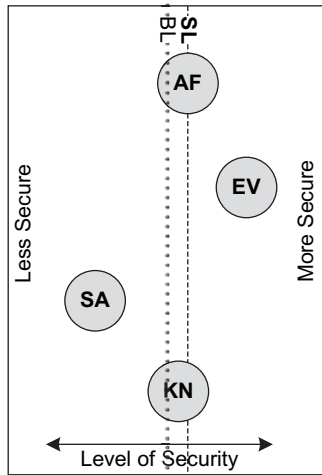 BL
SL
AF
EV
Less Secure
More Secure
SA
KN
Level of Security